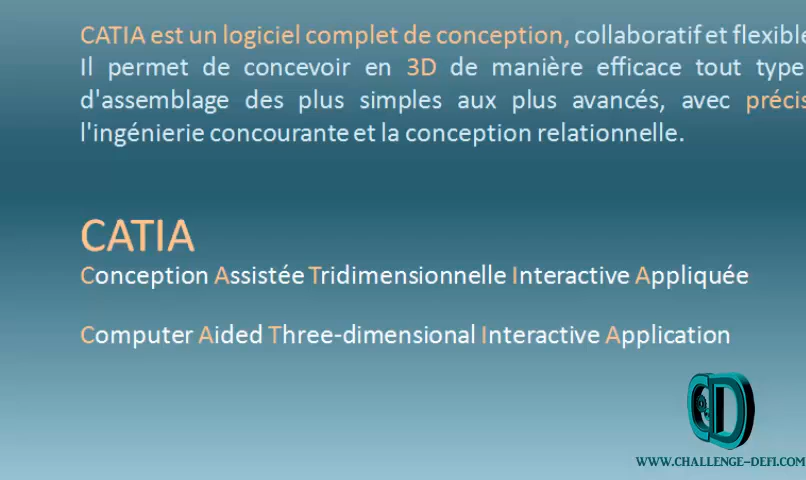 CATIA est un logiciel complet de conception, collaboratif et flexible
Il permet de concevoir en 3D de manière efficace tout type
d'assemblage des plus simples aux plus avancés, avec
l'ingénierie concourante et la conception relationnelle.
CATIA
Conception Assistée Tridimensionnelle Interactive Appliquée
Computer Aided Three-dimensional Interactive Application
CD
WWW.CHALLENGE-DEFI.COM